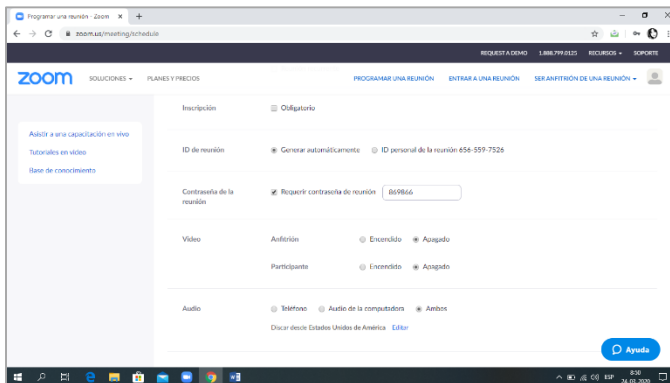 Programar una reunión - Zoom
zoom.us/meeting/schedule
REQUEST A DEMO 1.888.799.0125 RECURSOS SOPORTE
zoom SOLUCIONES PLANES Y PRECIOS PROGRAMAR UNA REUNIÓN ENTRAR A UNA REUNIÓN SER ANFITRIÓN DE UNA REUNIÓN
Asistir a una capacitación en vivo
Tutoriales en vídeo
Base de conocimiento
Inscripción Obligatorio
ID de reunión Generar automáticamente ID personal de la reunión 656-559-7526
Contraseña de la reunión Requerir contraseña de reunión 869866
Vídeo Anfitrión Encendido Apagado
Participante Encendido Apagado
Audio Teléfono Audio de la computadora Ambos
Discar desde Estados Unidos de América Editar
Ayuda
ESP
8:50
24-03-2020